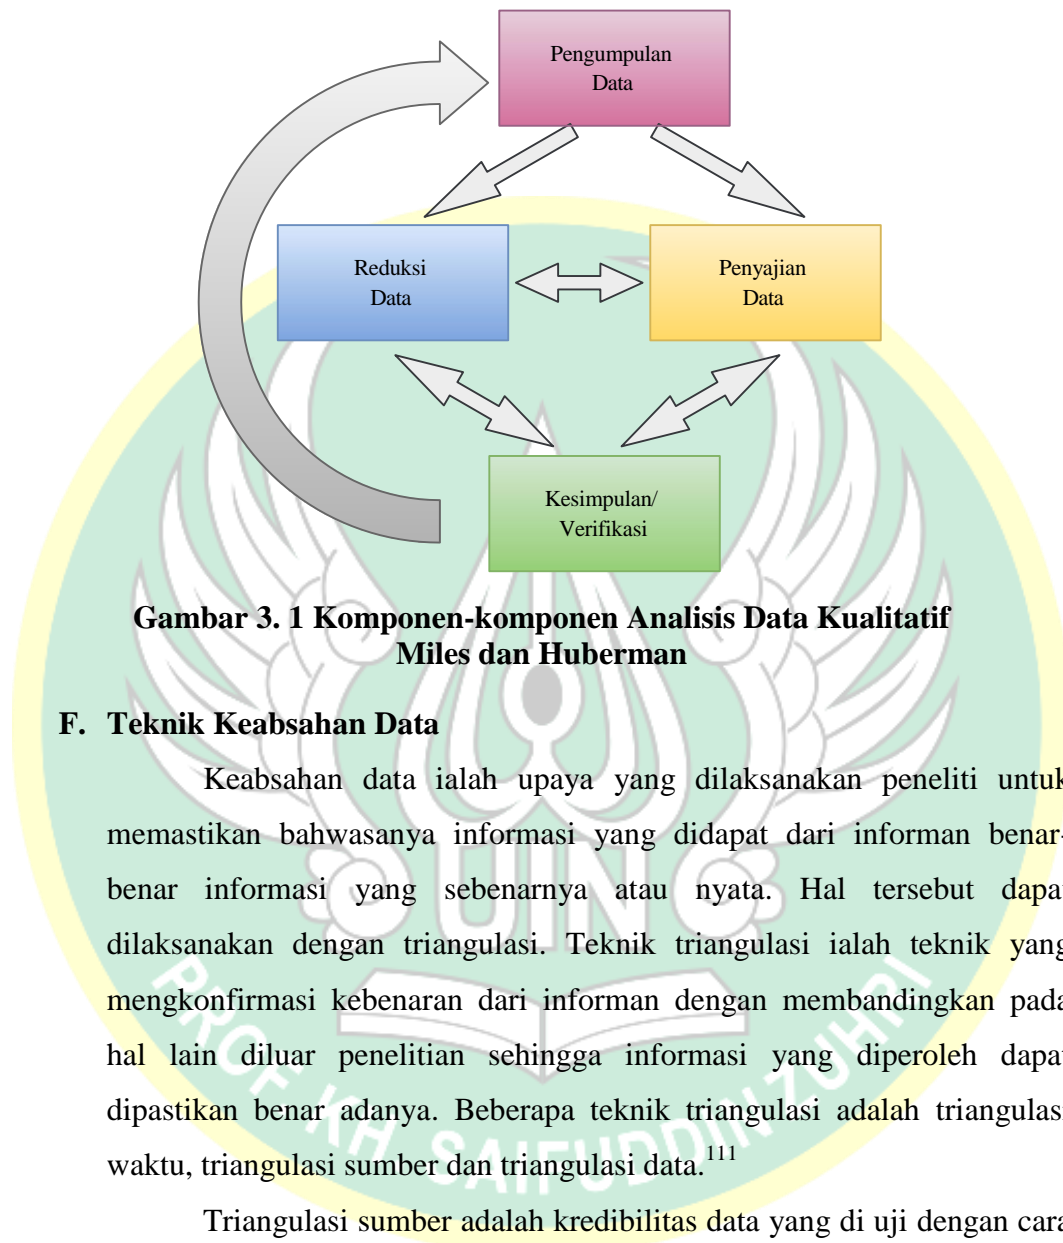 Pengumpulan
Data
Reduksi
Data
Penyajian
Data
Kesimpulan/
Verifikasi
Gambar 3. 1 Komponen-komponen Analisis Data Kualitatif
Miles dan Huberman
F. Teknik Keabsahan Data
Keabsahan data ialah upaya yang dilaksanakan peneliti untuk
memastikan bahwasanya informasi yang didapat dari informan benar-
benar informasi yang sebenarnya atau nyata. Hal tersebut dapat
dilaksanakan dengan triangulasi. Teknik triangulasi ialah teknik yang
mengkonfirmasi kebenaran dari informan dengan membandingkan pada
hal lain diluar penelitian sehingga informasi yang diperoleh dapat
dipastikan benar adanya. Beberapa teknik triangulasi adalah triangulasi
waktu, triangulasi sumber dan triangulasi data.111
Triangulasi sumber adalah kredibilitas data yang di uji dengan cara
UIN
PROF. KH. SAIFUDDIN ZUHRI